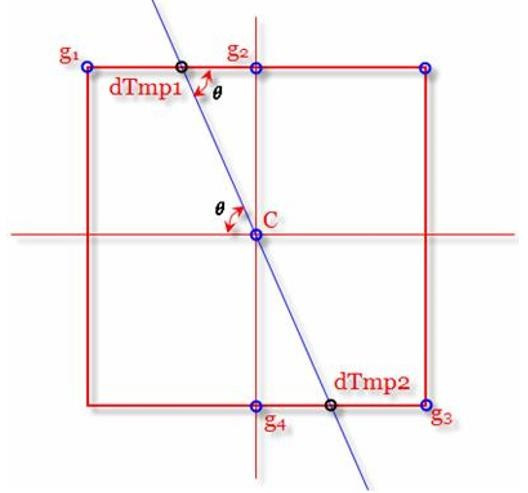 g1 g2
dTmp1 θ
θ C
dTmp2
g4 g3